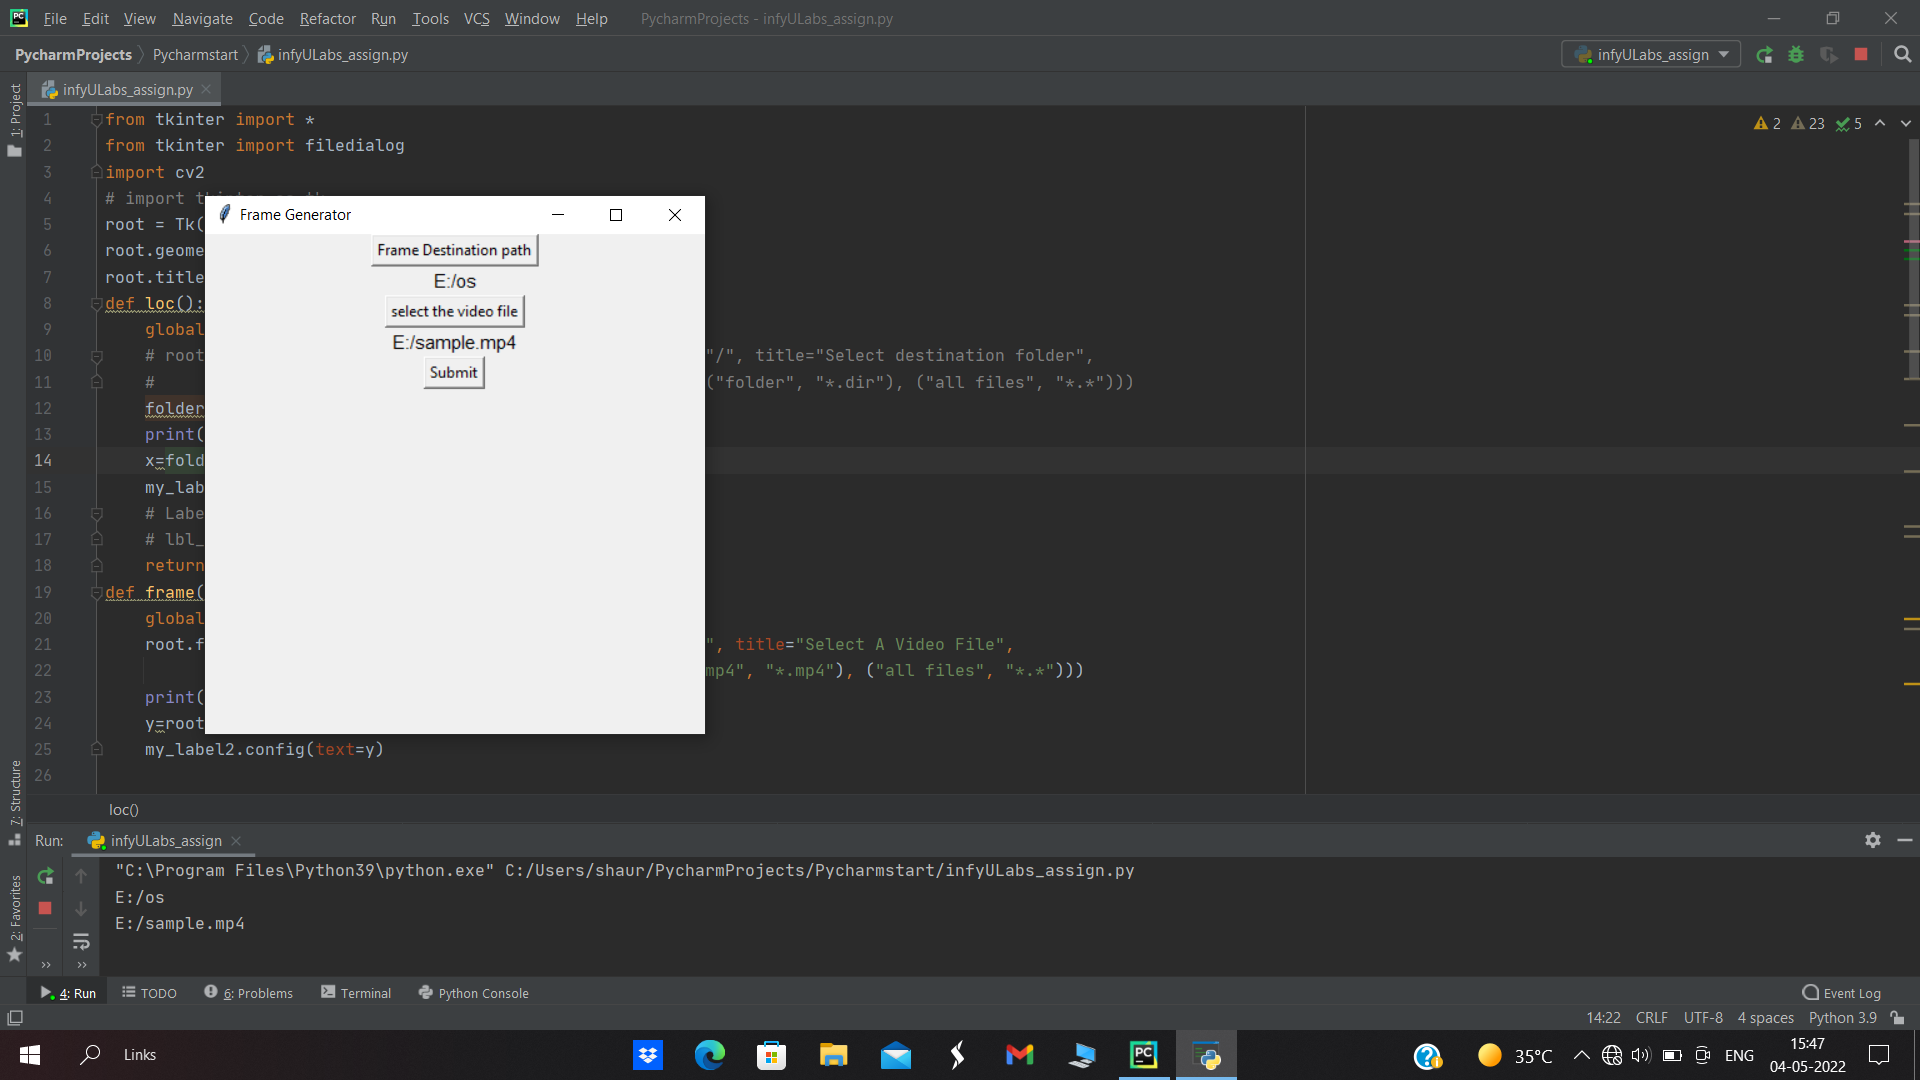 File Edit View Navigate Code Refactor Run Tools VCS Window Help PycharmProjects - infyULabs_assign.py
PycharmProjects Pycharmstart infyULabs_assign.py infyULabs_assign
infyULabs_assign.py
1: Project
7: Structure
2: Favorites
2 23 5
1 from tkinter import *
2 from tkinter import filedialog
3 import cv2
4 # import
5 root = Tk(
6 root.geome
7 root.title
8 def loc():
9 global
10 # root "/", title="Select destination folder",
11 # ("folder", "*.dir"), ("all files", "*.*")))
12 folder
13 print(
14 x=fold
15 my_lab
16 # Labe
17 # lbl_
18 return
19 def frame(
20 global
21 root.f ", title="Select A Video File",
22 mp4", "*.mp4"), ("all files", "*.*")))
23 print(
24 y=root
25 my_label2.config(text=y)
26
Frame Generator
Frame Destination path
E:/os
select the video file
E:/sample.mp4
Submit
loc()
Run: infyULabs_assign
"C:\Program Files\Python39\python.exe" C:/Users/shaur/PycharmProjects/Pycharmstart/infyULabs_assign.py
E:/os
E:/sample.mp4
4: Run TODO 6: Problems Terminal Python Console Event Log
14:22 CRLF UTF-8 4 spaces Python 3.9
Links
PC
35°C ENG
15:47
04-05-2022